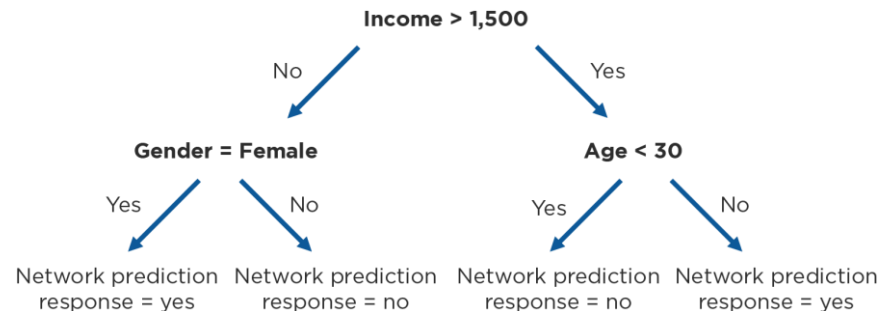 Income > 1,500
No
Yes
Gender = Female
Age < 30
Yes
No
Yes
No
Network prediction
response = yes
Network prediction
response = no
Network prediction
response = no
Network prediction
response = yes